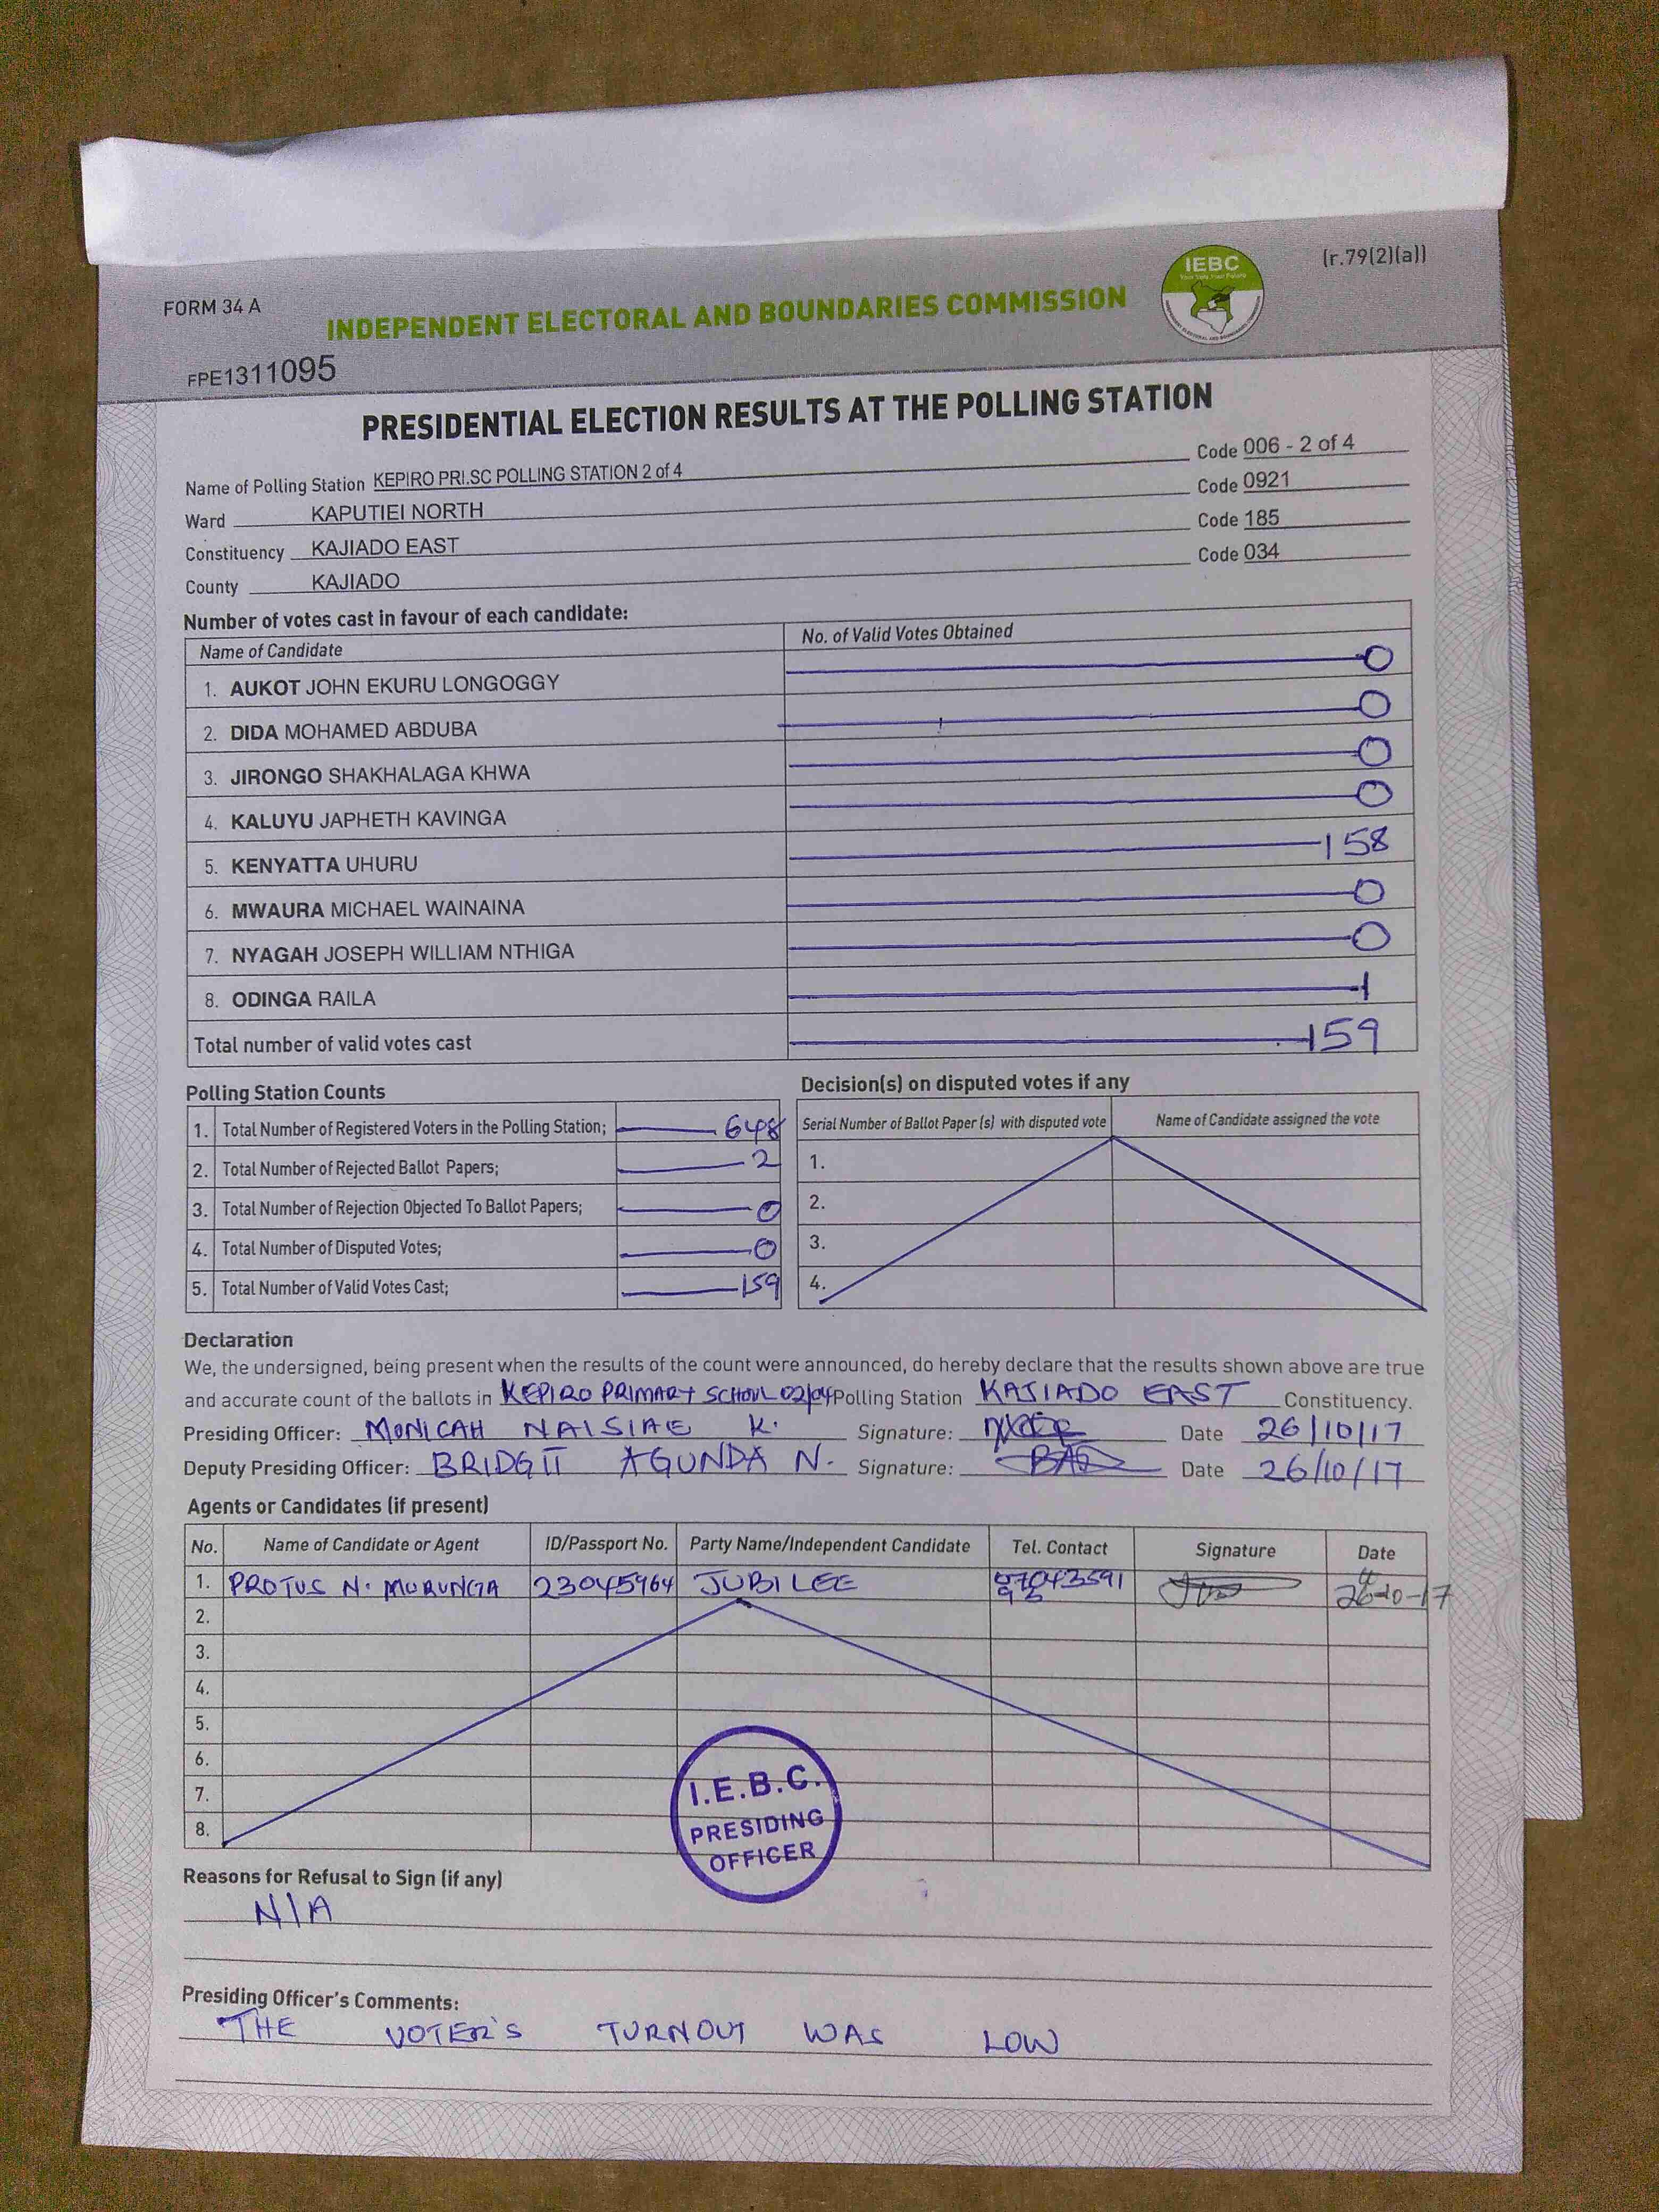 (r.79(2)(a))
IEBC
FORM 34 A
INDEPENDENT ELECTORAL AND BOUNDARIES COMMISSION
FPE1311095
PRESIDENTIAL ELECTION RESULTS AT THE POLLING STATION
Name of Polling Station KEPIRO PRI.SC POLLING STATION 2 of 4 Code 006 - 2 of 4
Ward KAPUTIEI NORTH Code 0921
Constituency KAJIADO EAST Code 185
County KAJIADO Code 034
Number of votes cast in favour of each candidate:
Name of Candidate No. of Valid Votes Obtained
1. AUKOT JOHN EKURU LONGOGGY 0
2. DIDA MOHAMED ABDUBA 0
3. JIRONGO SHAKHALAGA KHWA 0
4. KALUYU JAPHETH KAVINGA 0
5. KENYATTA UHURU 158
6. MWAURA MICHAEL WAINAINA 0
7. NYAGAH JOSEPH WILLIAM NTHIGA 0
8. ODINGA RAILA 1
Total number of valid votes cast 159
Polling Station Counts
1. Total Number of Registered Voters in the Polling Station; 648
2. Total Number of Rejected Ballot Papers; 2
3. Total Number of Rejection Objected To Ballot Papers; 0
4. Total Number of Disputed Votes; 0
5. Total Number of Valid Votes Cast; 159
Decision(s) on disputed votes if any
Serial Number of Ballot Paper (s) with disputed vote Name of Candidate assigned the vote
1.
2.
3.
4.
Declaration
We, the undersigned, being present when the results of the count were announced, do hereby declare that the results shown above are true
and accurate count of the ballots in KEPIRO PRIMARY SCHOOL 02/04 Polling Station KAJIADO EAST Constituency.
Presiding Officer: MONICAH NAISIAE K. Signature: Date 26/10/17
Deputy Presiding Officer: BRIDGIT AGUNDA N. Signature: Date 26/10/17
Agents or Candidates (if present)
No. Name of Candidate or Agent ID/Passport No. Party Name/Independent Candidate Tel. Contact Signature Date
1. PROTUS N. MURUNGA 23045964 JUBILEE 26-10-17
2.
3.
4.
5.
6.
7.
8.
I.E.B.C.
PRESIDING
OFFICER
Reasons for Refusal to Sign (if any)
N/A
Presiding Officer's Comments:
THE VOTER'S TURNOUT WAS LOW